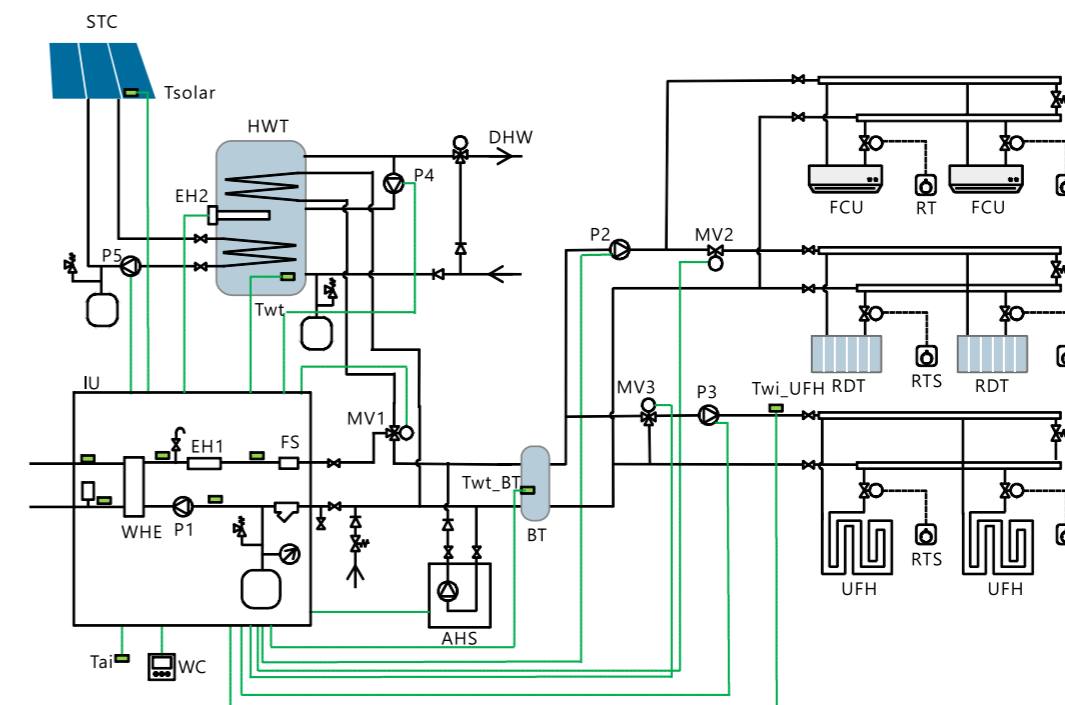 STC
Tsolar
HWT
DHW
EH2
P4
P5
Twt
FCU
RT
FCU
P2
MV2
RDT
RTS
RDT
IU
MV1
MV3
P3
Twi_UFH
EH1
FS
Twt_BT
WHE
P1
BT
RTS
UFH
UFH
AHS
Tai
WC